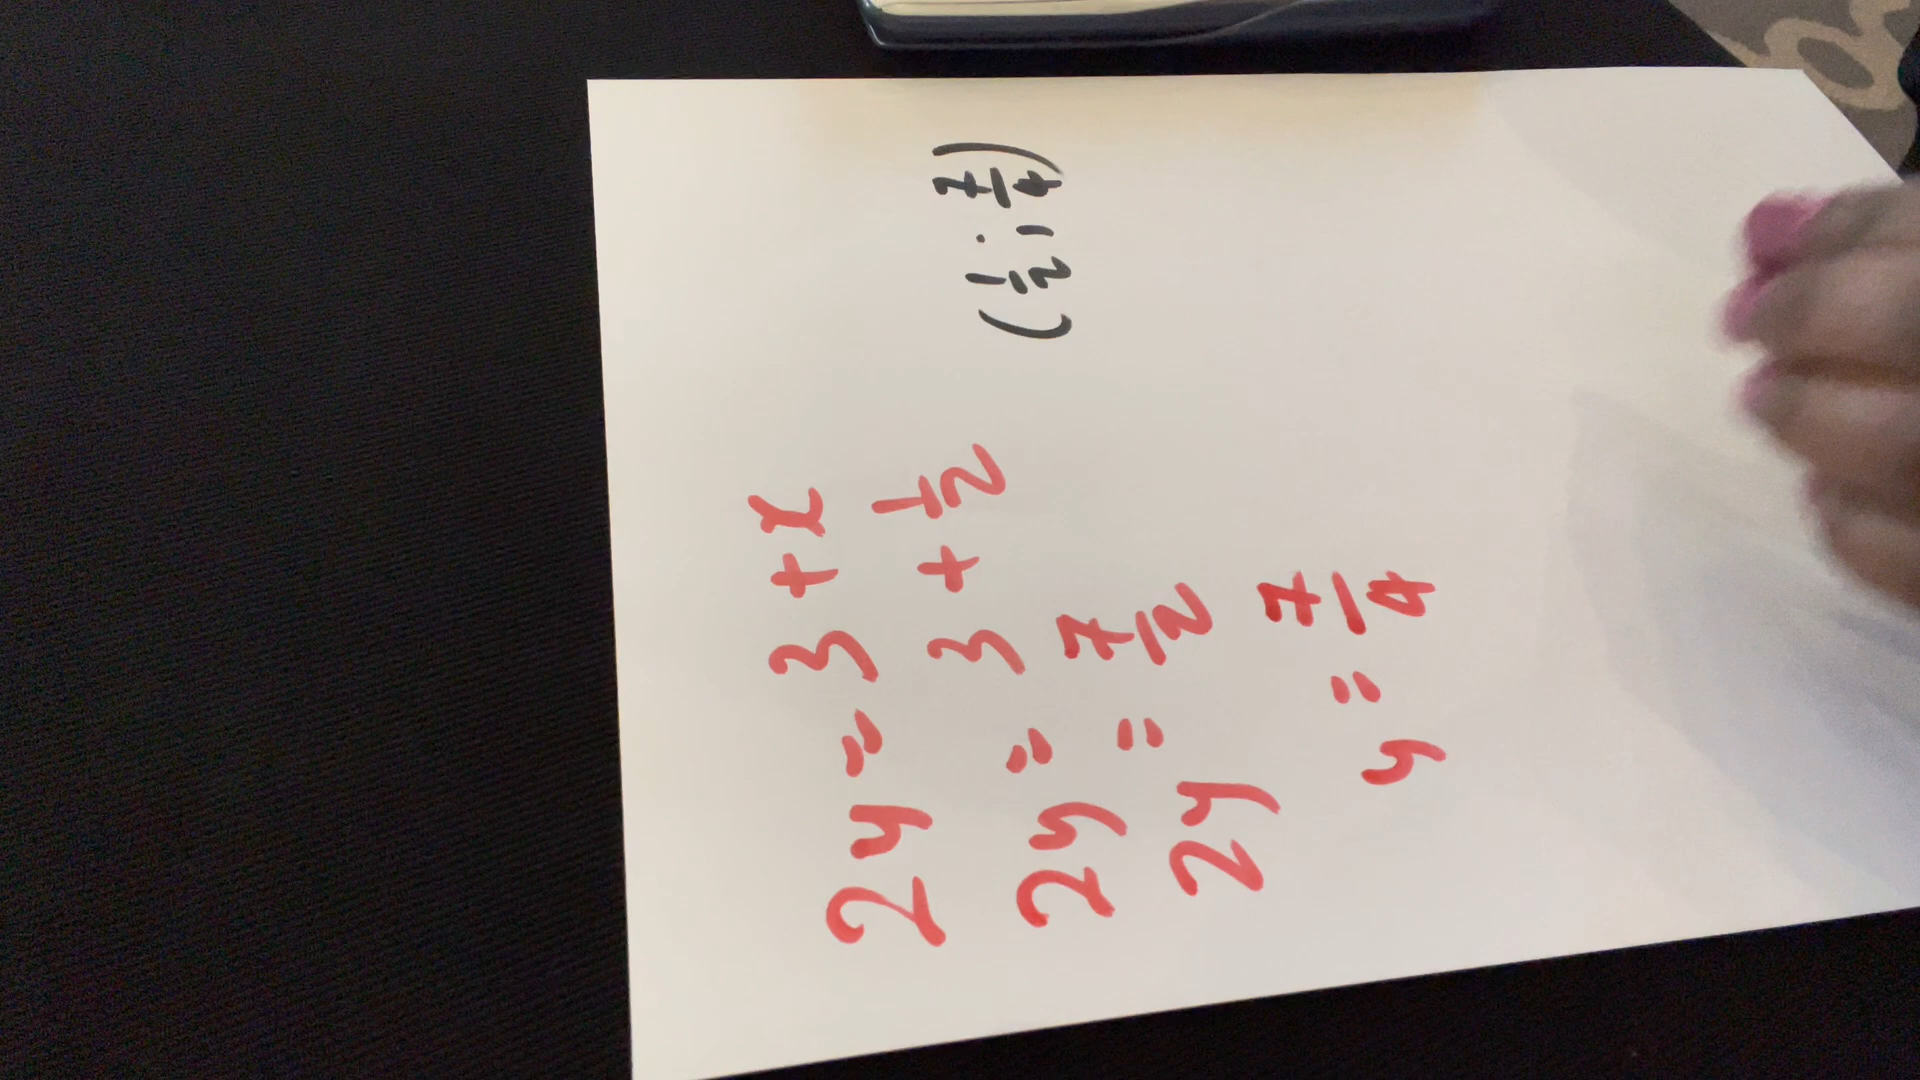 2y = 3 + x
2y = 3 + 1/2
2y = 7/2
y = 7/4
(1/2 ; 7/4)